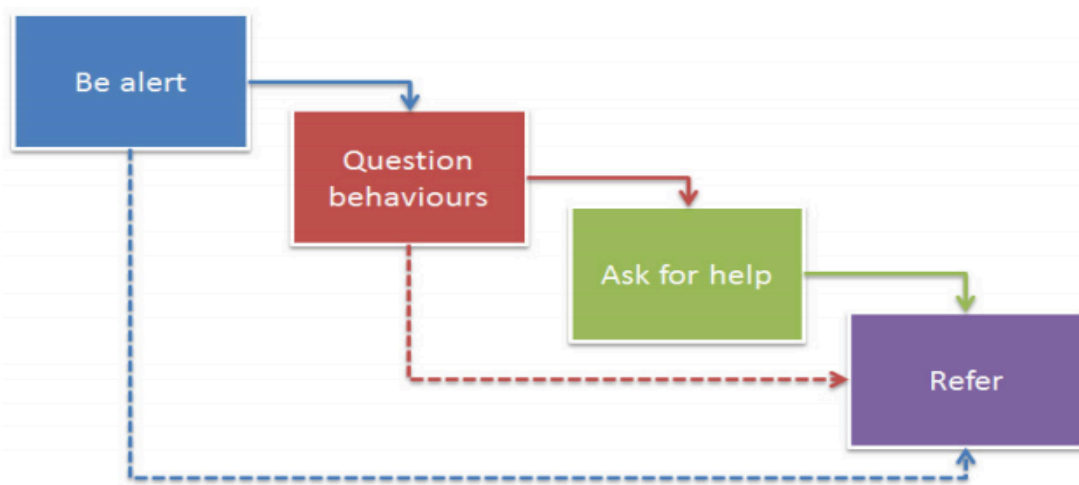 Be alert
Question
behaviours
Ask for help
Refer